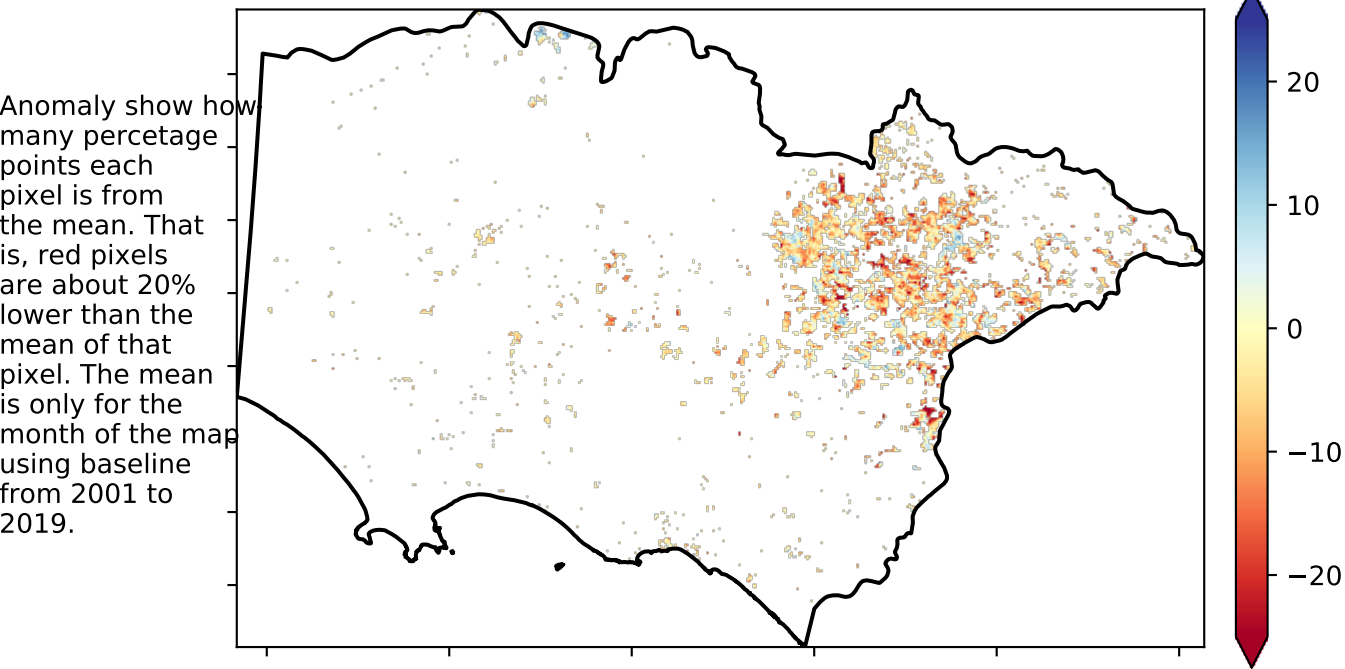 Anomaly show how
many percetage
points each
pixel is from
the mean. That
is, red pixels
are about 20%
lower than the
mean of that
pixel. The mean
is only for the
month of the map
using baseline
from 2001 to
2019.
20
10
0
−10
−20